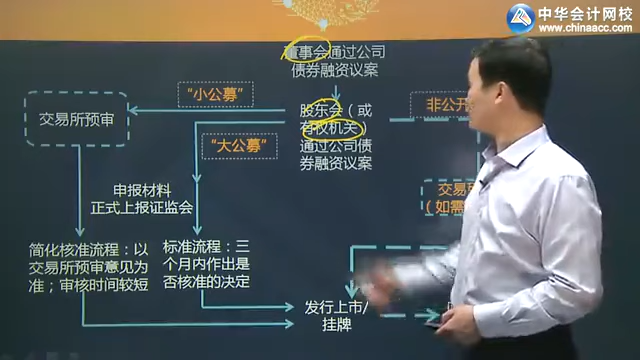 中华会计网校
www.chinaacc.com
董事会通过公司
债券融资议案
“小公募”
股东会（或
有权机关）
通过公司债
券融资议案
非公开
交易所预审
“大公募”
申报材料
正式上报证监会
交易
（如需
简化核准流程：以
交易所预审意见为
准；审核时间较短
标准流程：三
个月内作出是
否核准的决定
发行上市/
挂牌